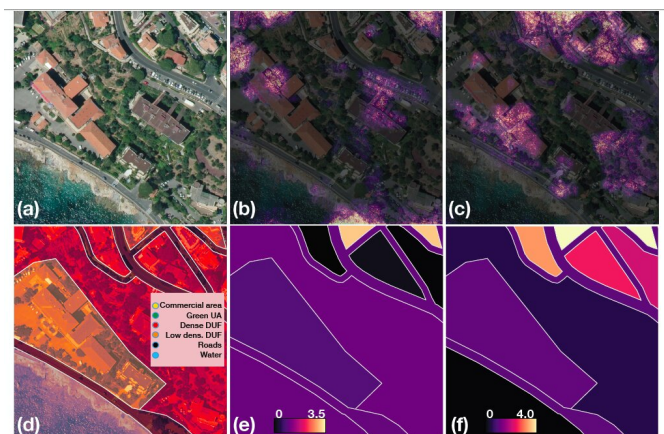 (a)
(b)
(c)
Commercial area
Green UA
Dense DUF
Low dens. DUF
Roads
Water
0 3.5
0 4.0
(d)
(e)
(f)